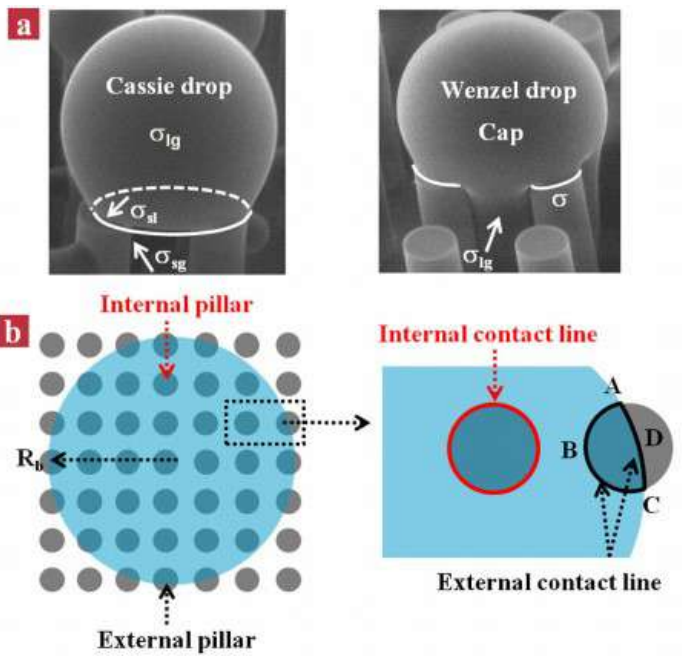 a
Cassie drop
σlg
σsl
σsg
Wenzel drop
Cap
σ
σlg
b
Internal pillar
Rb
External pillar
Internal contact line
A
B
D
C
External contact line